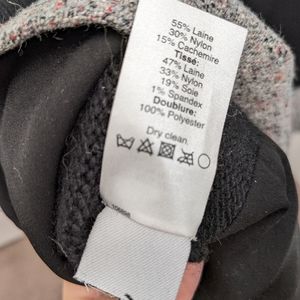 55% Laine
30% Nylon
15% Cachemire
Tissé:
47% Laine
33% Nylon
19% Soie
1% Spandex
Doublure:
100% Polyester
Dry clean.